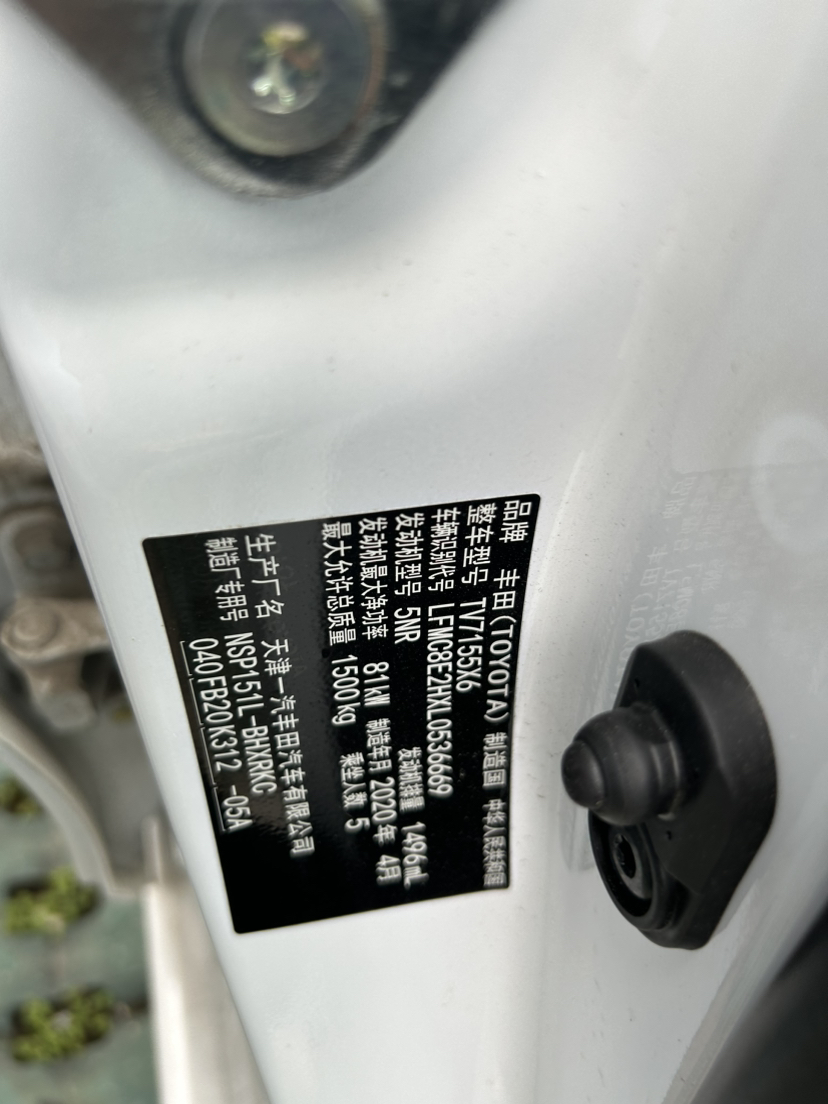 品牌 丰田(TOYOTA) 制造国 中华人民共和国
整车型号 TV7155X6
车辆识别代号 LFMC8E2HXL0536669
发动机型号 5NR 发动机排量 1496mL
发动机最大净功率 81kW 制造年月 2020年 4月
最大允许总质量 1500kg 乘坐人数 5
生产厂名 天津一汽丰田汽车有限公司
制造厂专用号 NSP151L-BHXRKC
040FB20K312 -05A